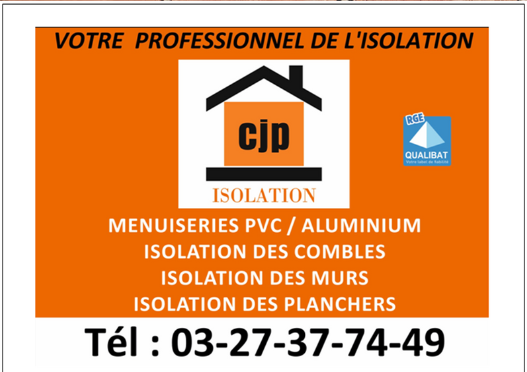 VOTRE PROFESSIONNEL DE L'ISOLATION
cjp
ISOLATION
RGE
QUALIBAT
MENUISERIES PVC / ALUMINIUM
ISOLATION DES COMBLES
ISOLATION DES MURS
ISOLATION DES PLANCHERS
Tél : 03-27-37-74-49